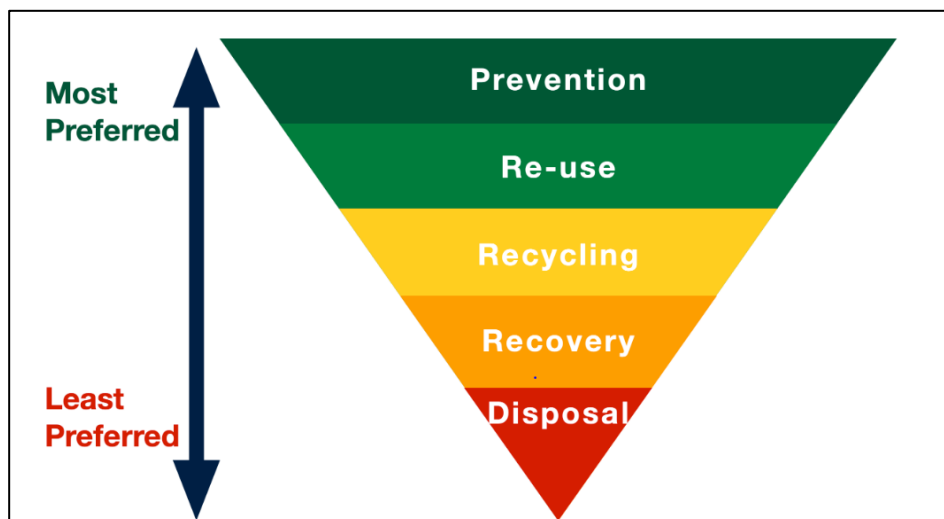 Most
Preferred
Prevention
Re-use
Recycling
Recovery
Disposal
Least
Preferred